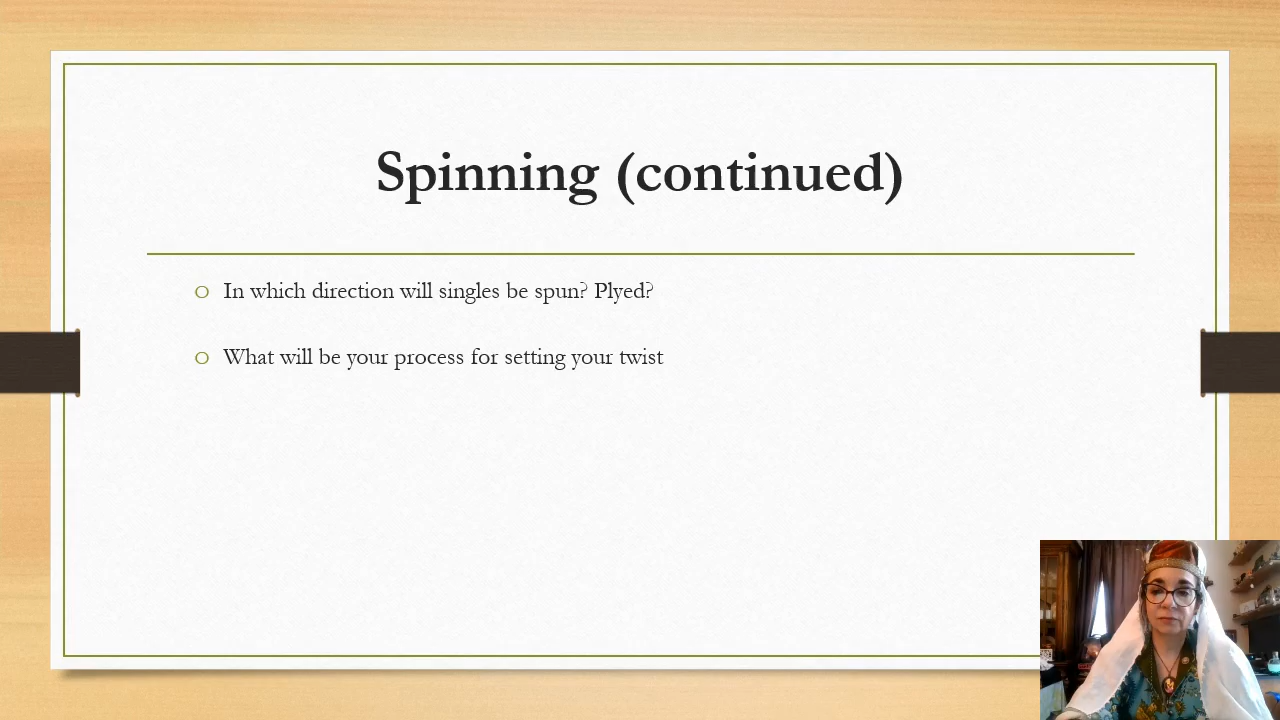 Spinning (continued)
In which direction will singles be spun? Plyed?
What will be your process for setting your twist